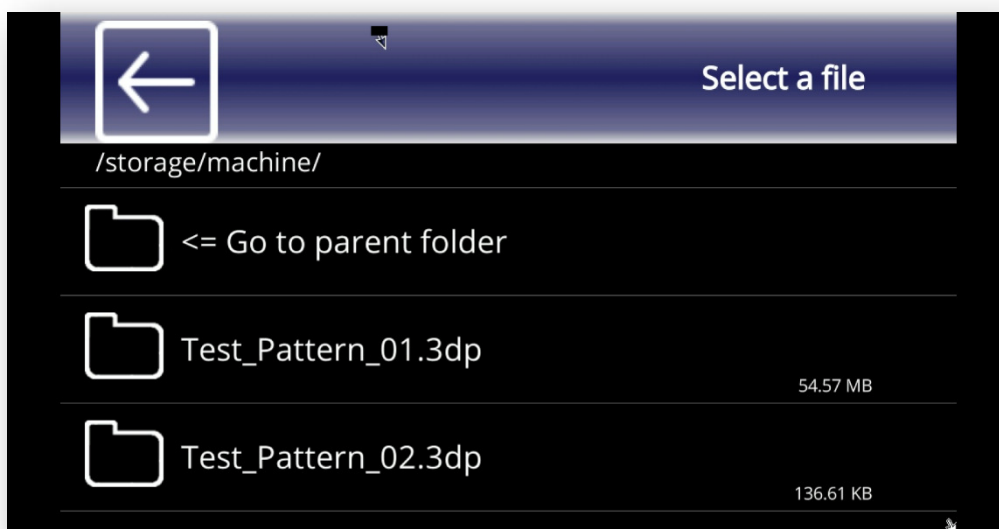 Select a file
/storage/machine/
<= Go to parent folder
Test_Pattern_01.3dp
54.57 MB
Test_Pattern_02.3dp
136.61 KB